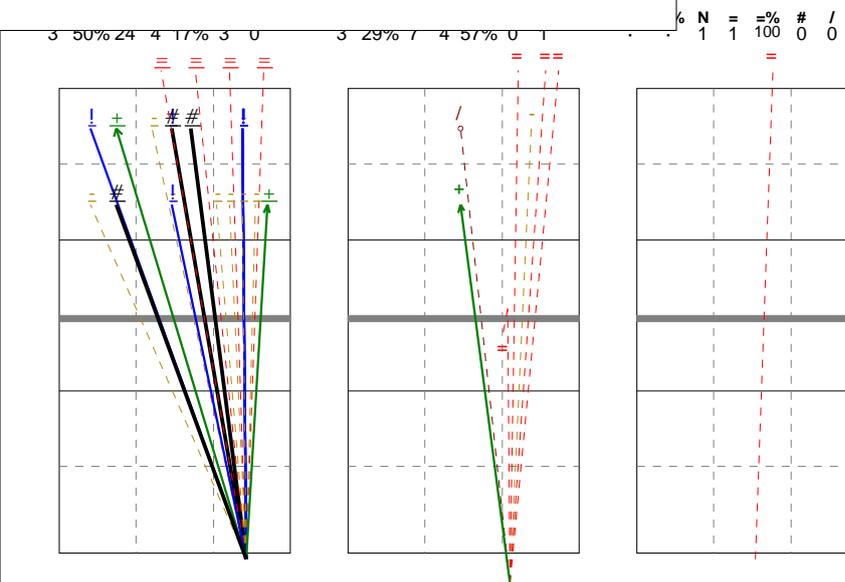 % N = =% # /
3 50% 24 4 17% 3 0 3 29% 7 4 57% 0 1 . . 1 1 100 0 0
= = = = = = = =
! + - # # ! / -
- # ! - - - + +
=